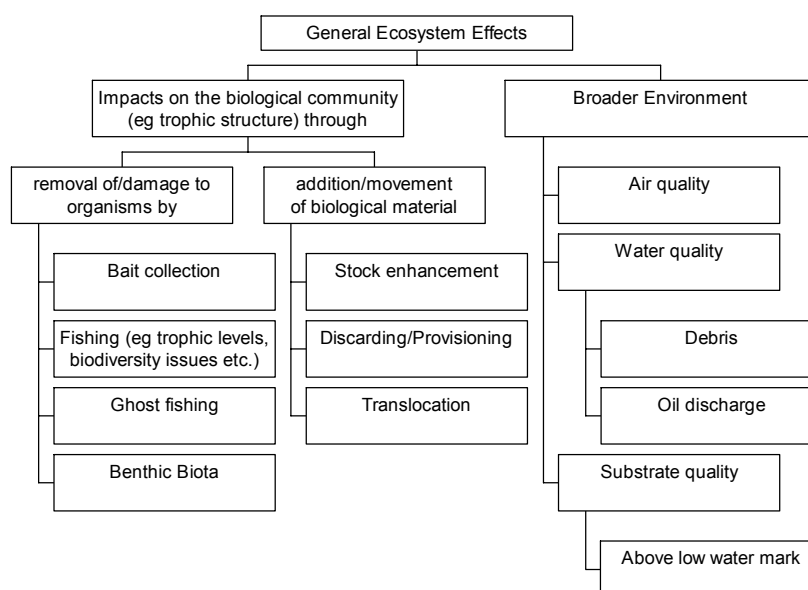 General Ecosystem Effects
Impacts on the biological community
(eg trophic structure) through
Broader Environment
removal of/damage to
organisms by
addition/movement
of biological material
Air quality
Water quality
Bait collection
Stock enhancement
Fishing (eg trophic levels,
biodiversity issues etc.)
Discarding/Provisioning
Debris
Ghost fishing
Translocation
Oil discharge
Benthic Biota
Substrate quality
Above low water mark